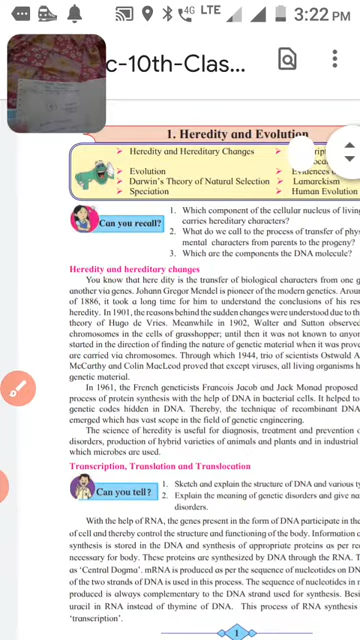 4G LTE 3:22 PM
c-10th-Clas...
1. Heredity and Evolution
➢ Heredity and Hereditary Changes
➢ Evolution ➢ Evidences
➢ Darwin's Theory of Natural Selection ➢ Lamarckism
➢ Speciation ➢ Human Evolution
Can you recall?
1. Which component of the cellular nucleus of living
carries hereditary characters?
2. What do we call to the process of transfer of phys
mental characters from parents to the progeny?
3. Which are the components the DNA molecule?
Heredity and hereditary changes
You know that here dity is the transfer of biological characters from one g
another via genes. Johann Gregor Mendel is pioneer of the modern genetics. Aroun
of 1886, it took a long time for him to understand the conclusions of his res
heredity. In 1901, the reasons behind the sudden changes were understood due to th
theory of Hugo de Vries. Meanwhile in 1902, Walter and Sutton observed
chromosomes in the cells of grasshopper; until then it was not known to anyon
started in the direction of finding the nature of genetic material when it was prove
are carried via chromosomes. Through which 1944, trio of scientists Ostwald A
McCarthy and Colin MacLeod proved that except viruses, all living organisms h
genetic material.
In 1961, the French geneticists Francois Jacob and Jack Monad proposed
process of protein synthesis with the help of DNA in bacterial cells. It helped to
genetic codes hidden in DNA. Thereby, the technique of recombinant DNA
emerged which has vast scope in the field of genetic engineering.
The science of heredity is useful for diagnosis, treatment and prevention o
disorders, production of hybrid varieties of animals and plants and in industrial
which microbes are used.
Transcription, Translation and Translocation
Can you tell?
1. Sketch and explain the structure of DNA and various ty
2. Explain the meaning of genetic disorders and give na
disorders.
With the help of RNA, the genes present in the form of DNA participate in the
of cell and thereby control the structure and functioning of the body. Information a
synthesis is stored in the DNA and synthesis of appropriate proteins as per re
necessary for body. These proteins are synthesized by DNA through the RNA. T
as 'Central Dogma'. mRNA is produced as per the sequence of nucleotides on DN
of the two strands of DNA is used in this process. The sequence of nucleotides in m
produced is always complementary to the DNA strand used for synthesis. Besi
uracil in RNA instead of thymine of DNA. This process of RNA synthesis
'transcription'.
1